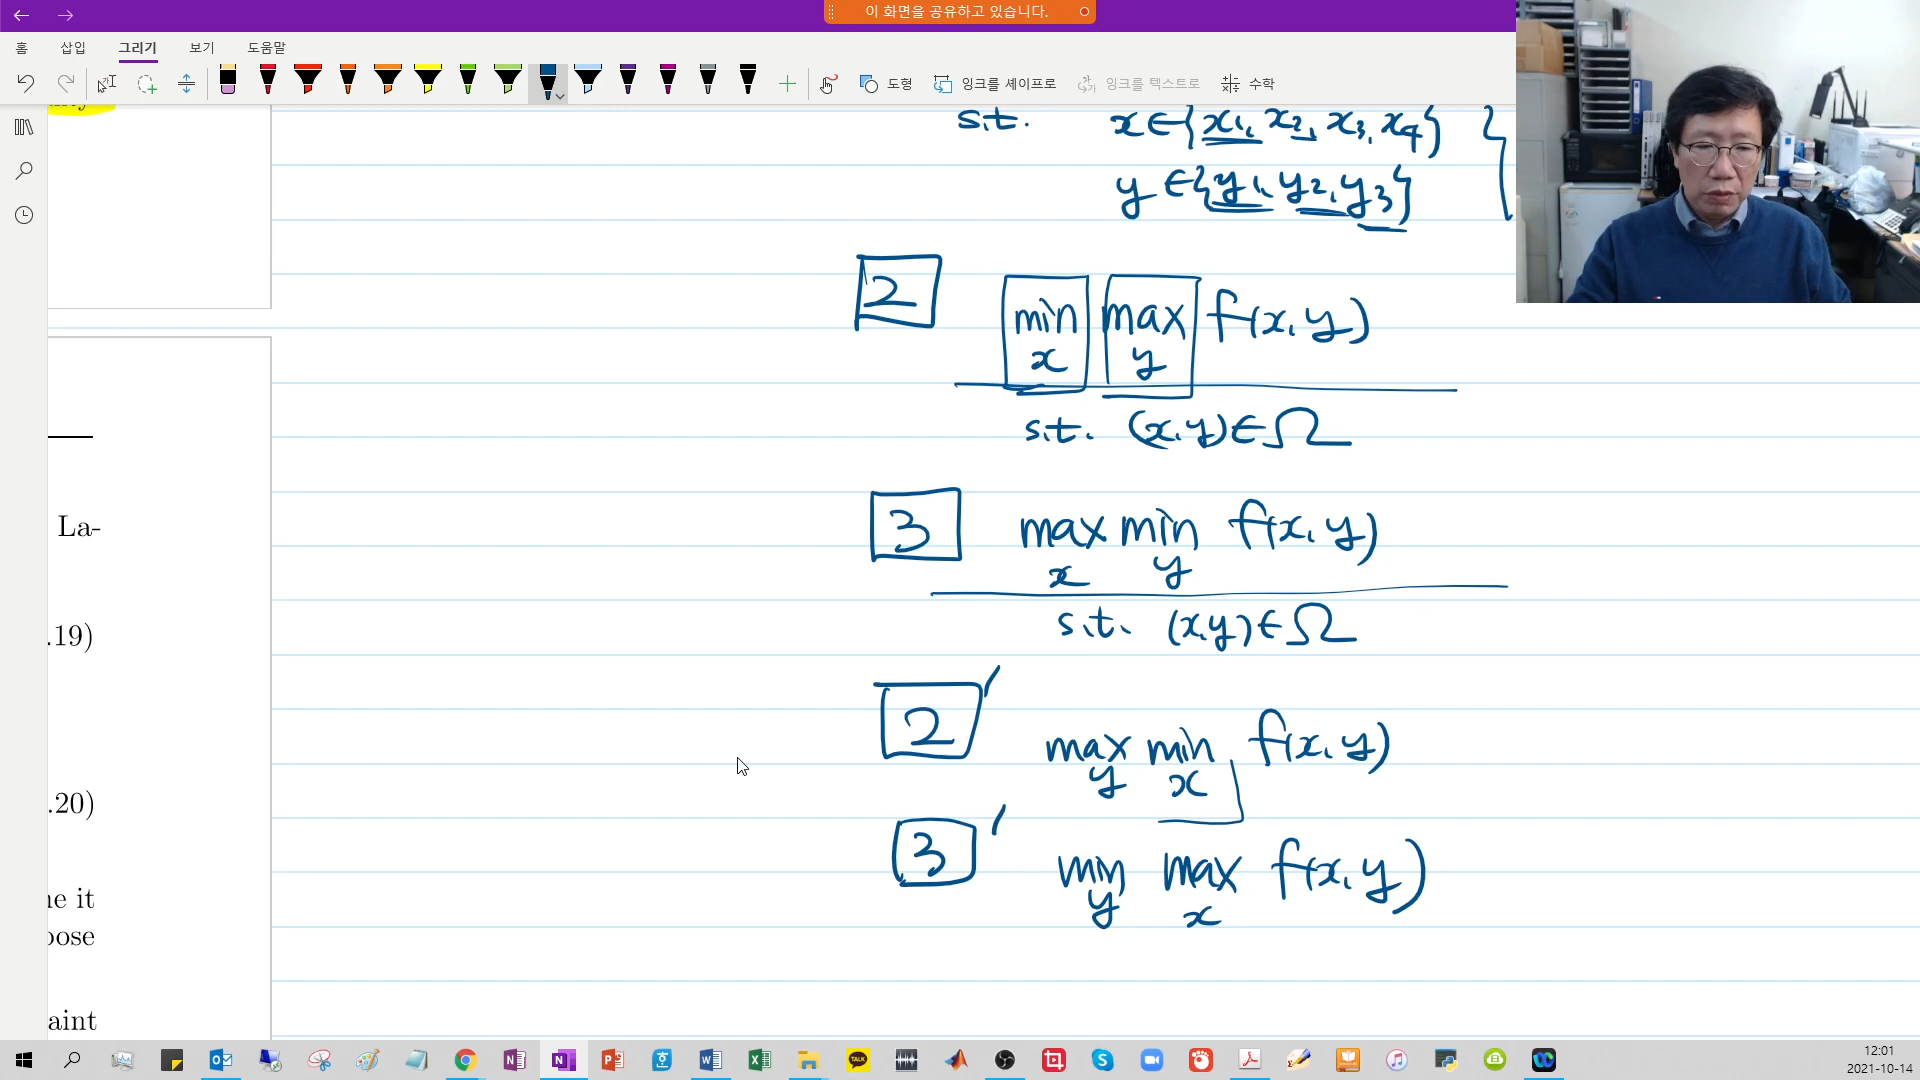 이 화면을 공유하고 있습니다.
홈 삽입 그리기 보기 도움말
도형 잉크를 셰이프로 잉크를 텍스트로 수학
s.t. x∈{x1, x2, x3, x4}
y∈{y1, y2, y3}
2 min max f(x, y)
x y
s.t. (x,y)∈Ω
La-
3 max min f(x, y)
x y
.19)
s.t. (x,y)∈Ω
2′ max min f(x, y)
y x
.20)
3′ min max f(x, y)
y x
ne it
pose
aint
TALK
12:01
2021-10-14